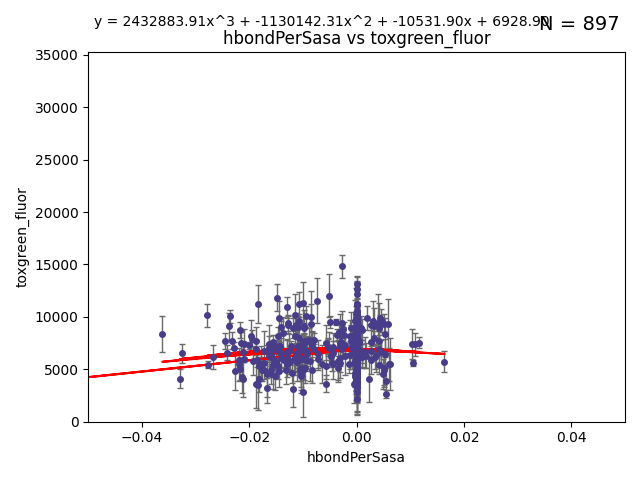 y = 2432883.91x^3 + -1130142.31x^2 + -10531.90x + 6928.90
N = 897
hbondPerSasa vs toxgreen_fluor
35000
30000
25000
20000
15000
10000
5000
0
toxgreen_fluor
−0.04
−0.02
0.00
0.02
0.04
hbondPerSasa